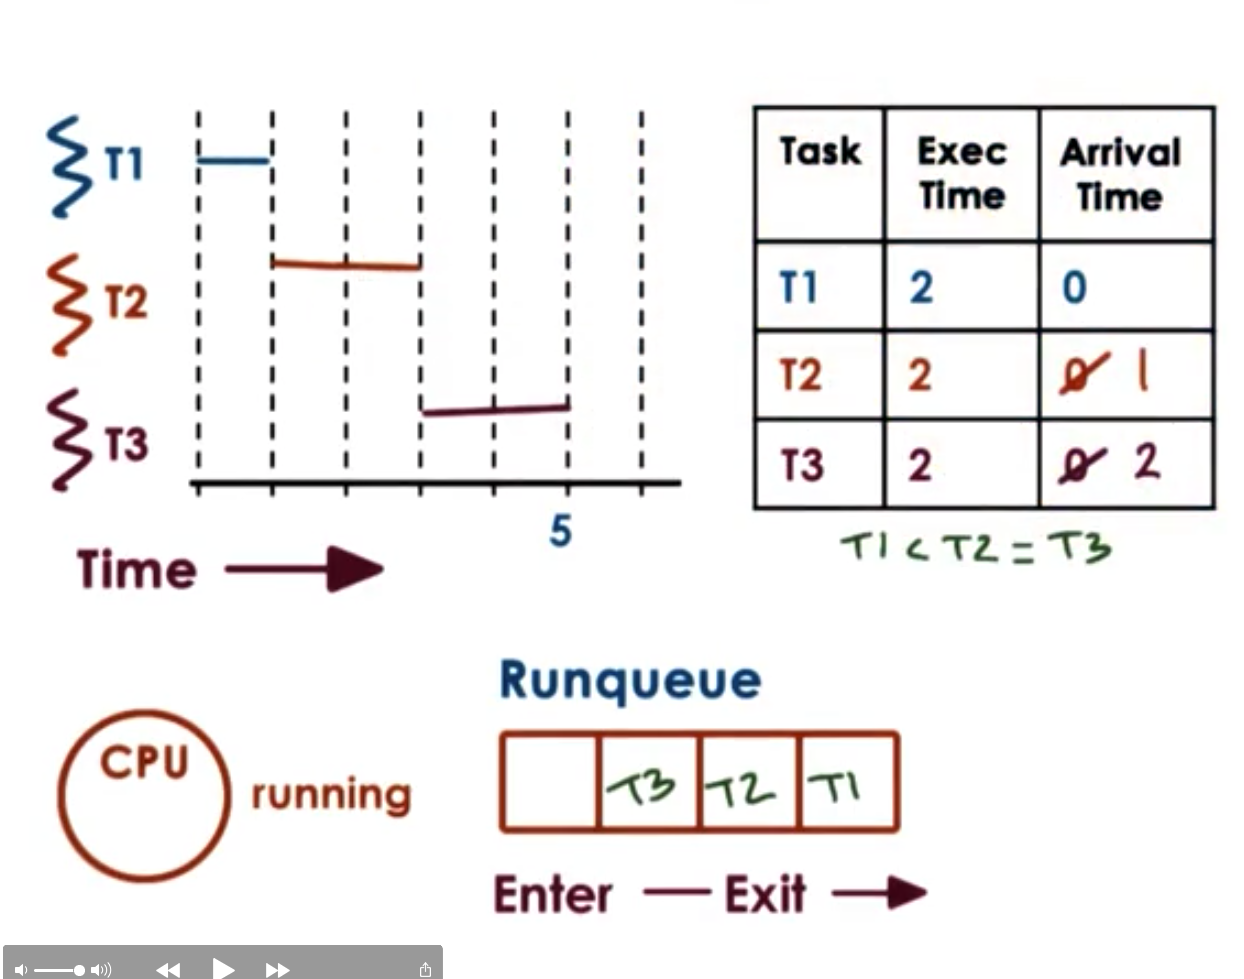 Task Exec Time Arrival Time
T1 2 0
T2 2 0 1
T3 2 0 2
T1 < T2 = T3
T1
T2
T3
5
Time
Runqueue
CPU
running
T3 T2 T1
Enter Exit